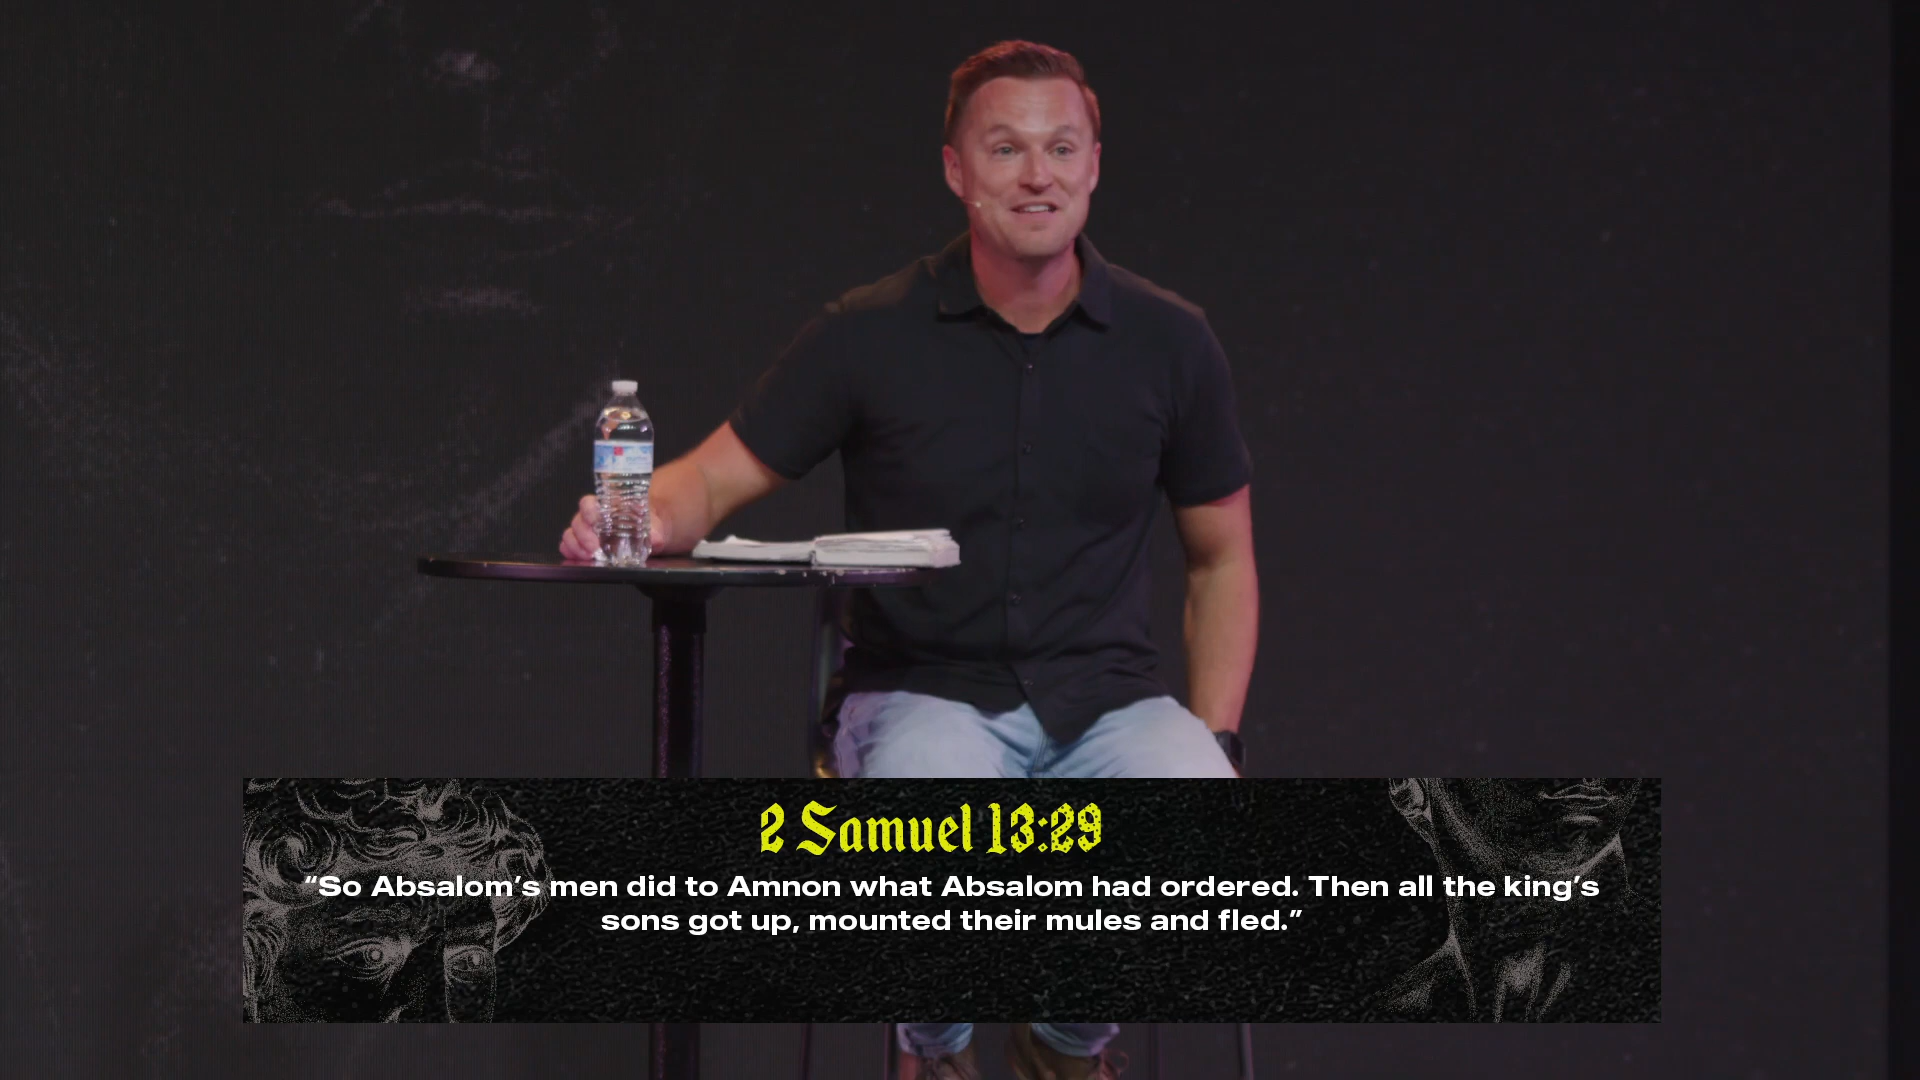 2 Samuel 13:29
“So Absalom’s men did to Amnon what Absalom had ordered. Then all the king’s
sons got up, mounted their mules and fled.”